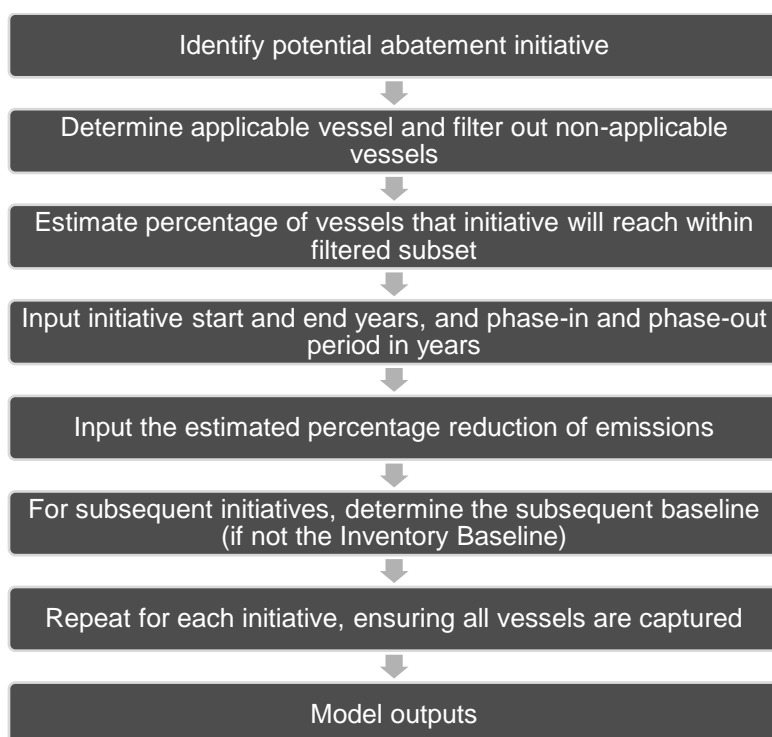 Identify potential abatement initiative
Determine applicable vessel and filter out non-applicable
vessels
Estimate percentage of vessels that initiative will reach within
filtered subset
Input initiative start and end years, and phase-in and phase-out
period in years
Input the estimated percentage reduction of emissions
For subsequent initiatives, determine the subsequent baseline
(if not the Inventory Baseline)
Repeat for each initiative, ensuring all vessels are captured
Model outputs